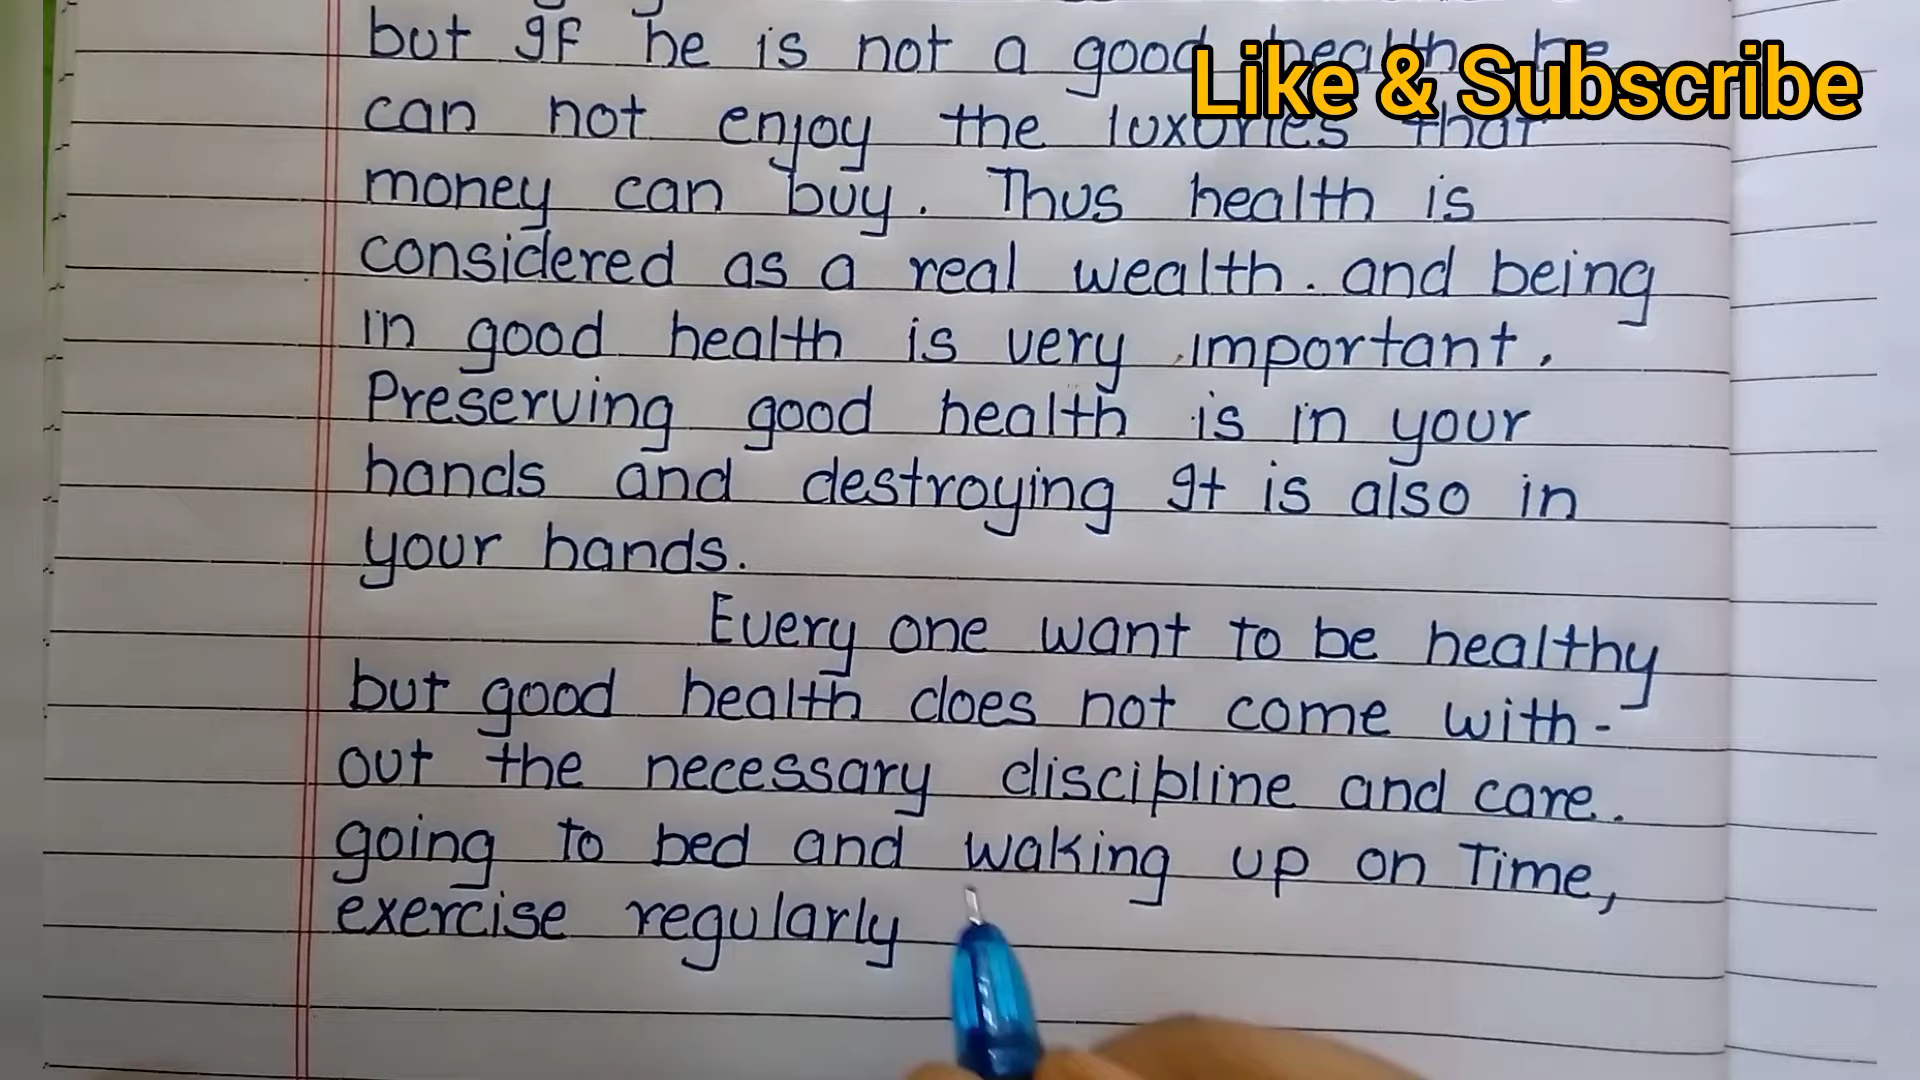 but If he is not a good health he
Like & Subscribe
can not enjoy the luxuries that
money can buy. Thus health is
considered as a real wealth. and being
in good health is very important.
Preserving good health is in your
hands and destroying It is also in
your hands.
Every one want to be healthy
but good health does not come with-
out the necessary discipline and care.
going to bed and waking up on Time,
exercise regularly